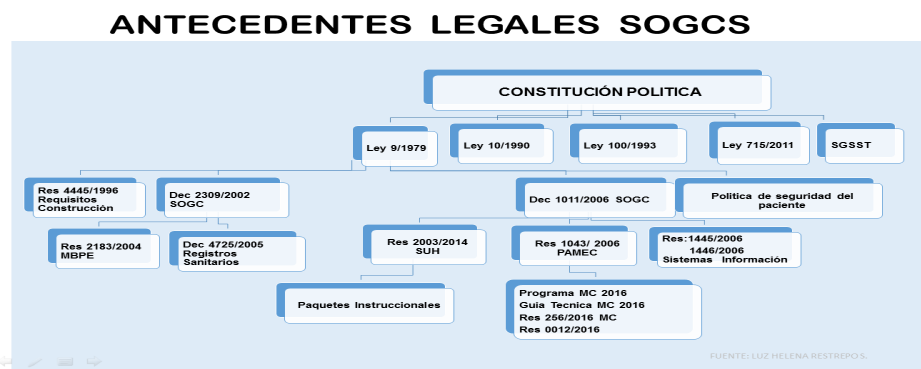 ANTECEDENTES LEGALES SOGCS
CONSTITUCIÓN POLITICA
Ley 9/1979
Ley 10/1990
Ley 100/1993
Ley 715/2011
SGSST
Res 4445/1996
Requisitos
Construcción
Dec 2309/2002
SOGC
Dec 1011/2006 SOGC
Politica de seguridad del
paciente
Res 2183/2004
MBPE
Dec 4725/2005
Registros
Sanitarios
Res 2003/2014
SUH
Res 1043/ 2006
PAMEC
Res:1445/2006
1446/2006
Sistemas Información
Paquetes Instruccionales
Programa MC 2016
Guia Tecnica MC 2016
Res 256/2016 MC
Res 0012/2016
FUENTE: LUZ HELENA RESTREPO S.